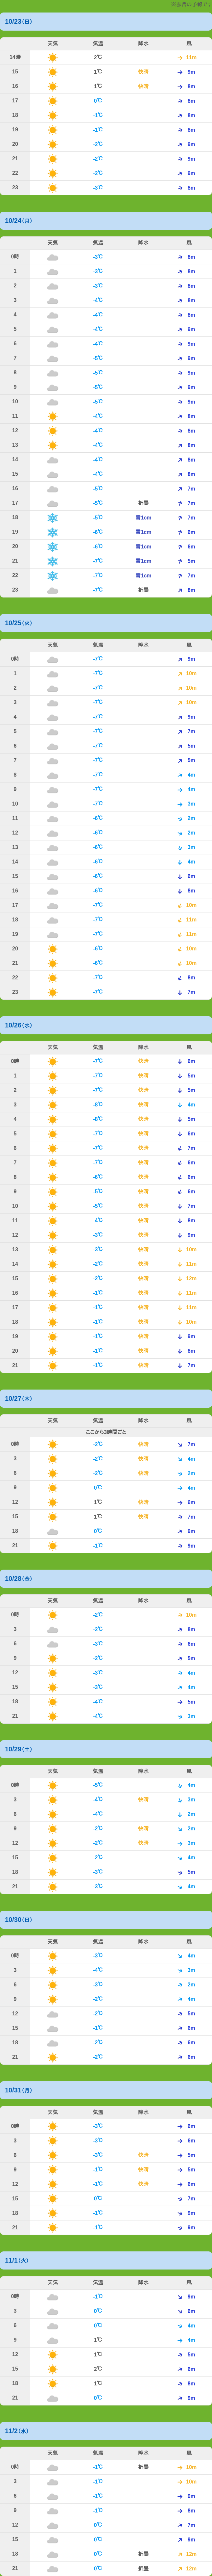 10/23(日)
天気 気温 降水 風
14時 2℃ 11m
15 1℃ 快晴 9m
16 1℃ 快晴 8m
17 0℃ 8m
18 -1℃ 8m
19 -1℃ 8m
20 -2℃ 9m
21 -2℃ 9m
22 -2℃ 9m
23 -3℃ 8m
10/24(月)
天気 気温 降水 風
0時 -3℃ 8m
1 -3℃ 8m
2 -3℃ 8m
3 -4℃ 8m
4 -4℃ 8m
5 -4℃ 9m
6 -4℃ 9m
7 -5℃ 9m
8 -5℃ 9m
9 -5℃ 9m
10 -5℃ 9m
11 -4℃ 8m
12 -4℃ 8m
13 -4℃ 8m
14 -4℃ 8m
15 -4℃ 8m
16 -5℃ 7m
17 -5℃ 微量 7m
18 -5℃ 雪1cm 7m
19 -6℃ 雪1cm 6m
20 -6℃ 雪1cm 6m
21 -7℃ 雪1cm 5m
22 -7℃ 雪1cm 7m
23 -7℃ 微量 8m
10/25(火)
天気 気温 降水 風
0時 -7℃ 9m
1 -7℃ 10m
2 -7℃ 10m
3 -7℃ 10m
4 -7℃ 9m
5 -7℃ 7m
6 -7℃ 5m
7 -7℃ 5m
8 -7℃ 4m
9 -7℃ 4m
10 -7℃ 3m
11 -6℃ 2m
12 -6℃ 2m
13 -6℃ 3m
14 -6℃ 4m
15 -6℃ 6m
16 -6℃ 8m
17 -7℃ 10m
18 -7℃ 11m
19 -7℃ 11m
20 -6℃ 10m
21 -6℃ 10m
22 -7℃ 8m
23 -7℃ 7m
10/26(水)
天気 気温 降水 風
0時 -7℃ 快晴 6m
1 -7℃ 快晴 5m
2 -7℃ 快晴 5m
3 -8℃ 快晴 4m
4 -8℃ 快晴 5m
5 -7℃ 快晴 6m
6 -7℃ 快晴 7m
7 -7℃ 快晴 6m
8 -6℃ 快晴 6m
9 -5℃ 快晴 6m
10 -5℃ 快晴 7m
11 -4℃ 快晴 8m
12 -3℃ 快晴 9m
13 -3℃ 快晴 10m
14 -2℃ 快晴 11m
15 -2℃ 快晴 12m
16 -1℃ 快晴 11m
17 -1℃ 快晴 11m
18 -1℃ 快晴 10m
19 -1℃ 快晴 9m
20 -1℃ 快晴 8m
21 -1℃ 快晴 7m
10/27(木)
天気 気温 降水 風
ここから3時間ごと
0時 -2℃ 快晴 7m
3 -2℃ 快晴 4m
6 -2℃ 快晴 2m
9 0℃ 4m
12 1℃ 快晴 6m
15 1℃ 快晴 7m
18 0℃ 9m
21 -1℃ 9m
10/28(金)
天気 気温 降水 風
0時 -2℃ 10m
3 -2℃ 8m
6 -3℃ 6m
9 -2℃ 5m
12 -3℃ 4m
15 -3℃ 4m
18 -4℃ 5m
21 -4℃ 3m
10/29(土)
天気 気温 降水 風
0時 -5℃ 4m
3 -4℃ 快晴 3m
6 -4℃ 2m
9 -2℃ 快晴 2m
12 -2℃ 快晴 3m
15 -2℃ 4m
18 -3℃ 5m
21 -3℃ 4m
10/30(日)
天気 気温 降水 風
0時 -3℃ 4m
3 -4℃ 3m
6 -3℃ 2m
9 -2℃ 4m
12 -2℃ 5m
15 -1℃ 6m
18 -2℃ 6m
21 -2℃ 6m
10/31(月)
天気 気温 降水 風
0時 -3℃ 6m
3 -3℃ 6m
6 -3℃ 快晴 5m
9 -1℃ 快晴 5m
12 -1℃ 快晴 6m
15 0℃ 7m
18 -1℃ 9m
21 -1℃ 9m
11/1(火)
天気 気温 降水 風
0時 -1℃ 9m
3 0℃ 6m
6 0℃ 4m
9 1℃ 4m
12 1℃ 5m
15 2℃ 6m
18 1℃ 8m
21 0℃ 9m
11/2(水)
天気 気温 降水 風
0時 -1℃ 微量 10m
3 -1℃ 10m
6 -1℃ 9m
9 -1℃ 8m
12 0℃ 7m
15 0℃ 9m
18 0℃ 微量 12m
21 0℃ 微量 12m